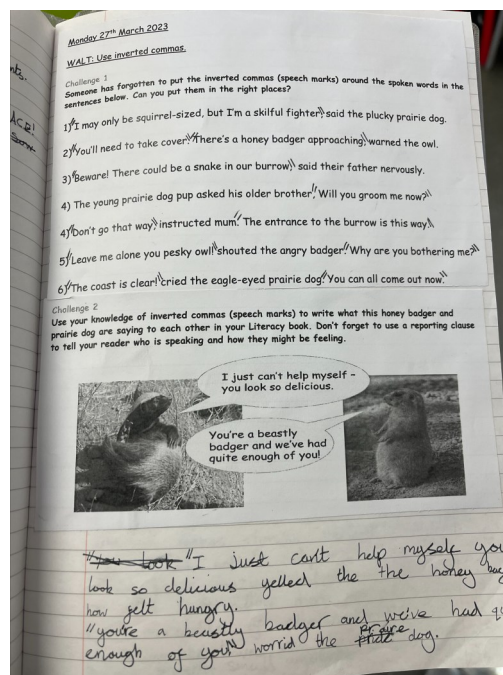 Monday 27th March 2023
WALT: Use inverted commas.
nts.
Challenge 1
Someone has forgotten to put the inverted commas (speech marks) around the spoken words in the
sentences below. Can you put them in the right places?
1) "I may only be squirrel-sized, but I'm a skilful fighter," said the plucky prairie dog.
2) "You'll need to take cover." "There's a honey badger approaching," warned the owl.
3) "Beware! There could be a snake in our burrow," said their father nervously.
4) The young prairie dog pup asked his older brother, "Will you groom me now?"
4) "Don't go that way," instructed mum. "The entrance to the burrow is this way."
5) "Leave me alone you pesky owl!" shouted the angry badger. "Why are you bothering me?"
6) "The coast is clear!" cried the eagle-eyed prairie dog. "You can all come out now."
Challenge 2
Use your knowledge of inverted commas (speech marks) to write what this honey badger and
prairie dog are saying to each other in your Literacy book. Don't forget to use a reporting clause
to tell your reader who is speaking and how they might be feeling.
I just can't help myself -
you look so delicious.
You're a beastly
badger and we've had
quite enough of you!
"You look "I just can't help myself you
look so delicious yelled the the honey
how felt hungry.
"you're a beastly badger and we've had
enough of you" worrid the praire dog.